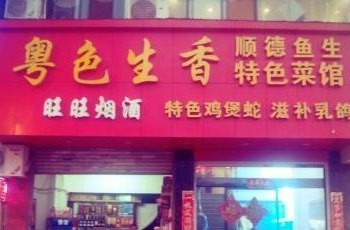 粤色生香
顺德鱼生
特色菜馆
旺旺烟酒
特色鸡煲蛇 滋补乳鸽